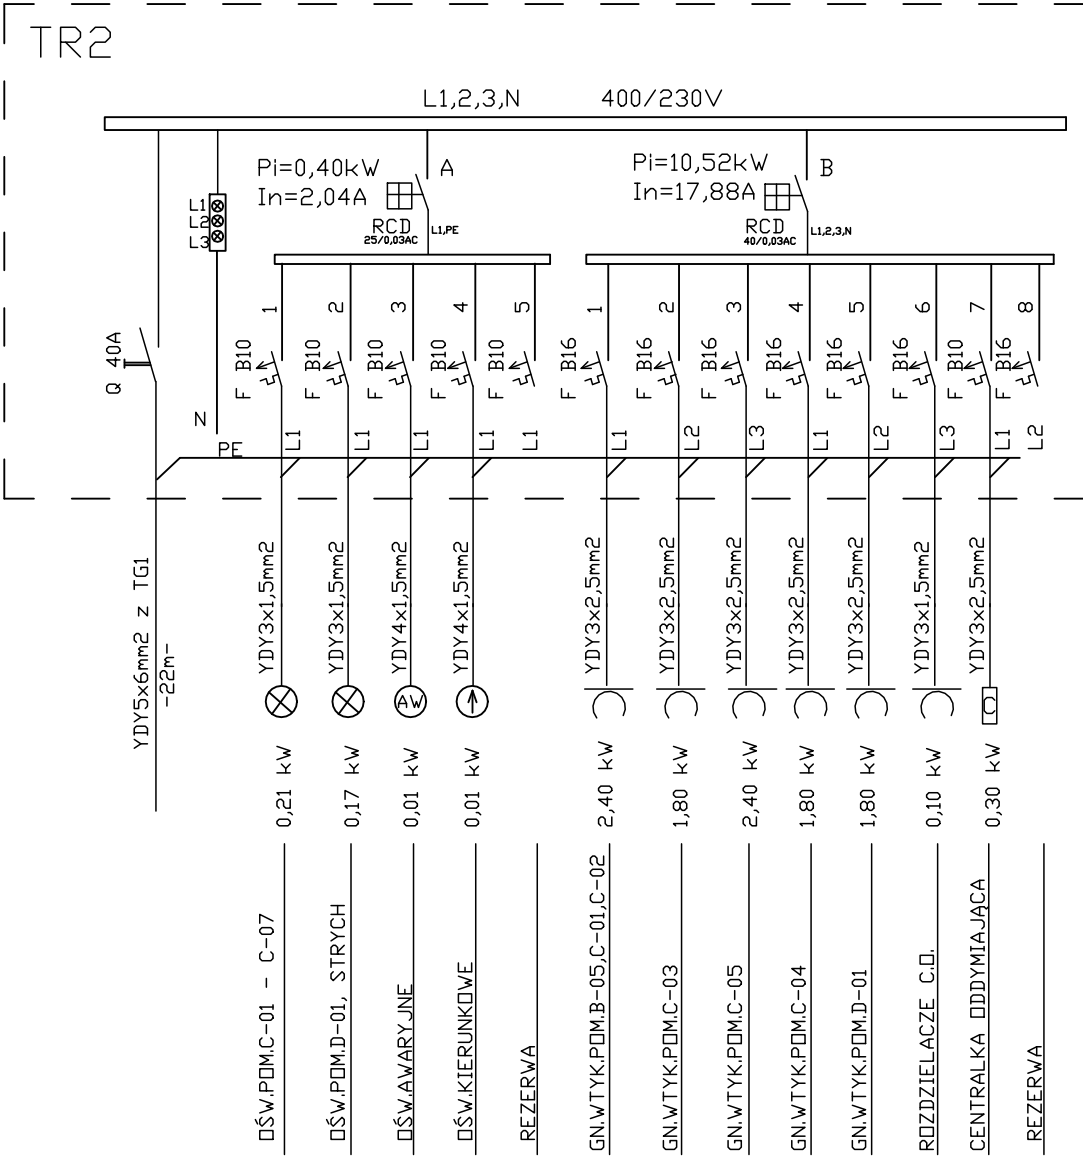 TR2
L1,2,3,N 400/230V
Pi=0,40kW
In=2,04A
A
RCD
25/0,03AC
L1,PE
Pi=10,52kW
In=17,88A
B
RCD
40/0,03AC
L1,2,3,N
L1
L2
L3
Q 40A
N
PE
1
2
3
4
5
1
2
3
4
5
6
7
8
F B10
F B10
F B10
F B10
F B10
F B16
F B16
F B16
F B16
F B16
F B16
F B10
F B16
L1
L1
L1
L1
L1
L1
L2
L3
L1
L2
L3
L1
L2
YDY5x6mm2 z TG1
-22m-
YDY3x1,5mm2
YDY3x1,5mm2
YDY4x1,5mm2
YDY4x1,5mm2
YDY3x2,5mm2
YDY3x2,5mm2
YDY3x2,5mm2
YDY3x2,5mm2
YDY3x2,5mm2
YDY3x1,5mm2
YDY3x2,5mm2
AW
C
0,21 kW
0,17 kW
0,01 kW
0,01 kW
2,40 kW
1,80 kW
2,40 kW
1,80 kW
1,80 kW
0,10 kW
0,30 kW
OŚW.POM.C-01 - C-07
OŚW.POM.D-01, STRYCH
OŚW.AWARYJNE
OŚW.KIERUNKOWE
REZERWA
GN.WTYK.POM.B-05,C-01,C-02
GN.WTYK.POM.C-03
GN.WTYK.POM.C-05
GN.WTYK.POM.C-04
GN.WTYK.POM.D-01
ROZDZIELACZE C.O.
CENTRALKA ODDYMIAJĄCA
REZERWA